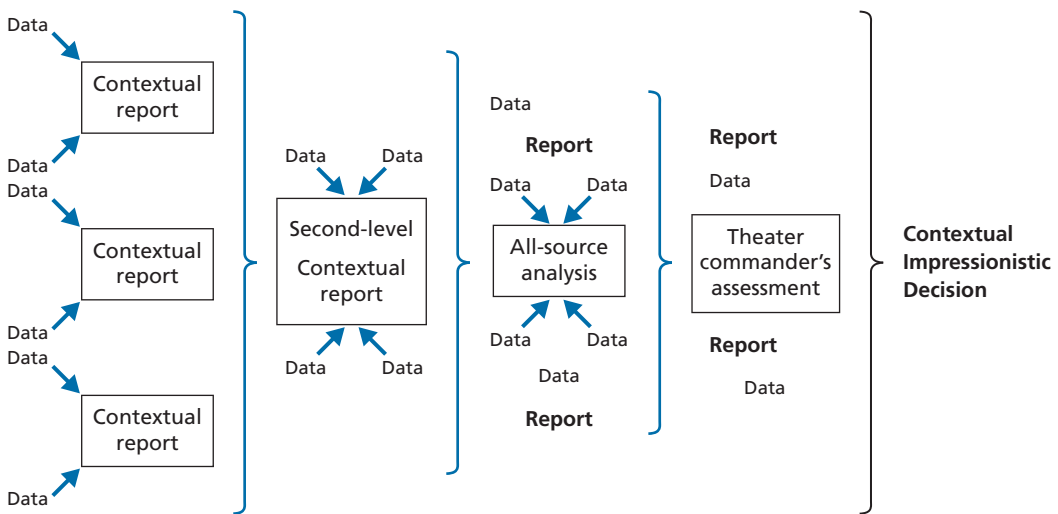 Data
Contextual
report
Data
Data
Contextual
report
Data
Data
Contextual
report
Data
Data
Data
Second-level
Contextual
report
Data
Data
Data
Report
Data
Data
All-source
analysis
Data
Data
Data
Report
Report
Data
Theater
commander’s
assessment
Report
Data
Contextual
Impressionistic
Decision